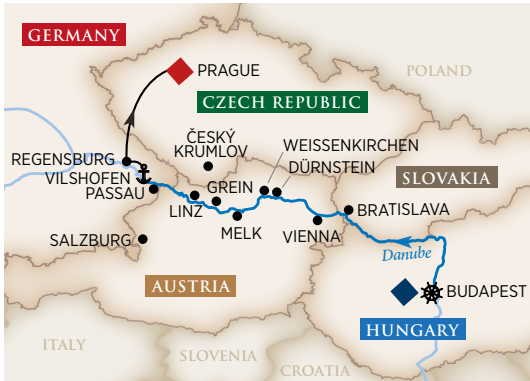 GERMANY
PRAGUE
POLAND
CZECH REPUBLIC
ČESKÝ
KRUMLOV
WEISSENKIRCHEN
DÜRNSTEIN
REGENSBURG
VILSHOFEN
PASSAU
GREIN
LINZ
MELK
VIENNA
SLOVAKIA
BRATISLAVA
SALZBURG
Danube
AUSTRIA
BUDAPEST
HUNGARY
ITALY
SLOVENIA
CROATIA